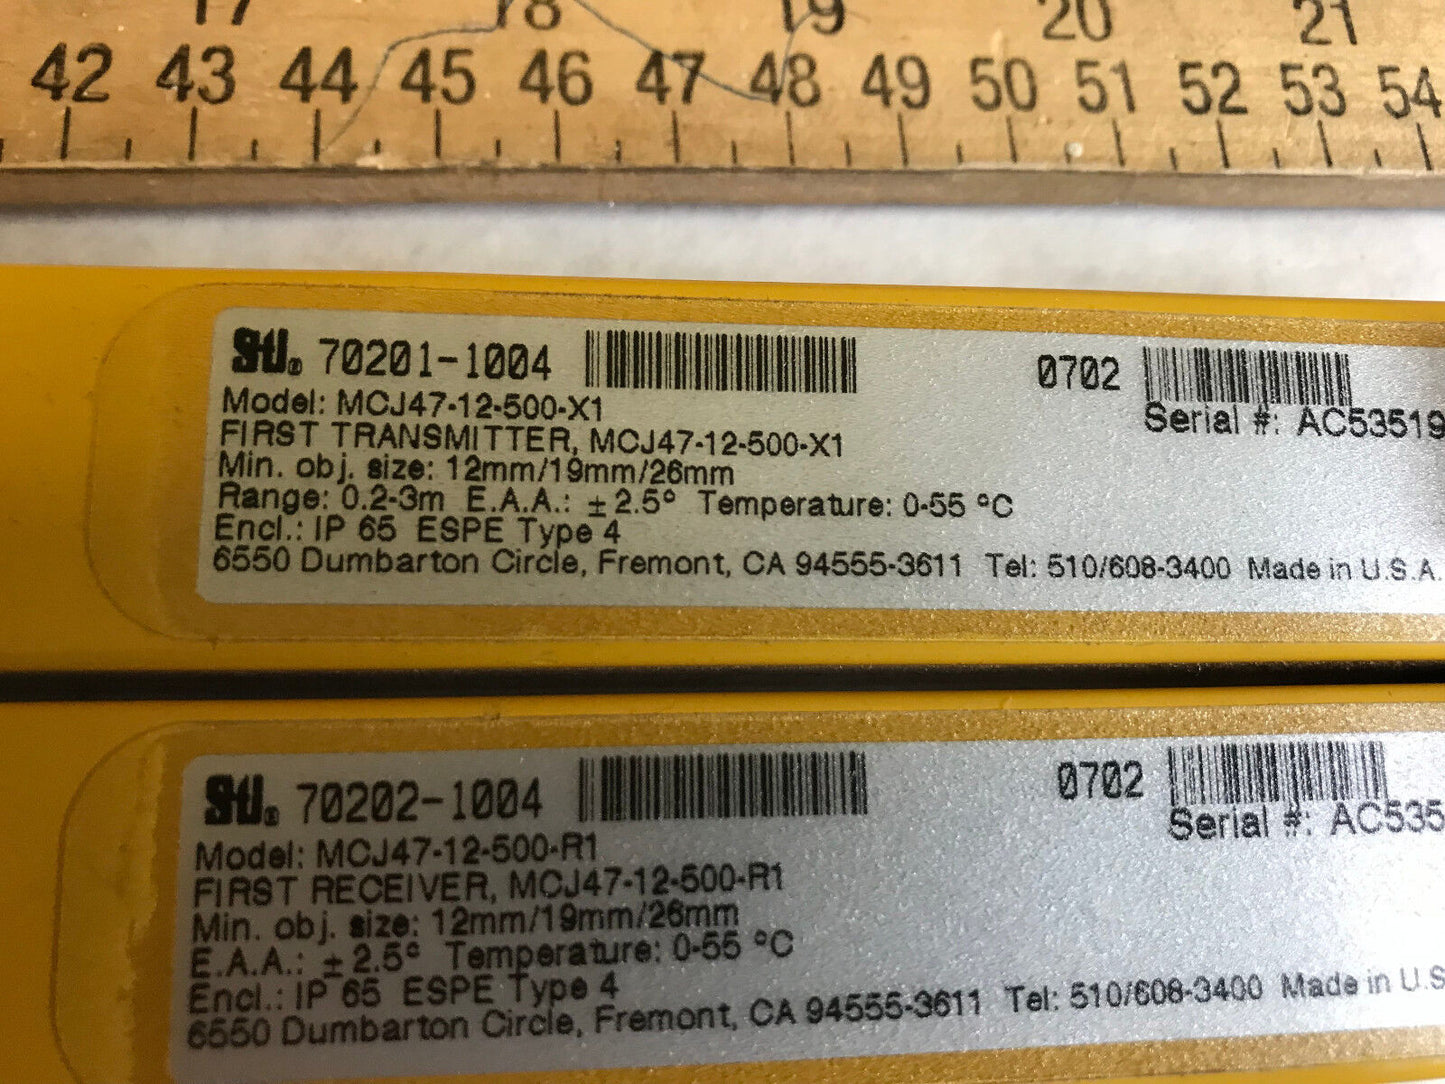 17 18 19 20 21
42 43 44 45 46 47 48 49 50 51 52 53 54
Sti® 70201-1004 0702
Model: MCJ47-12-500-X1 Serial #: AC53519
FIRST TRANSMITTER, MCJ47-12-500-X1
Min. obj. size: 12mm/19mm/26mm
Range: 0.2-3m E.A.A.: ±2.5° Temperature: 0-55 °C
Encl.: IP 65 ESPE Type 4
6550 Dumbarton Circle, Fremont, CA 94555-3611 Tel: 510/608-3400 Made in U.S.A.
Sti® 70202-1004 0702
Model: MCJ47-12-500-R1 Serial #: AC535
FIRST RECEIVER, MCJ47-12-500-R1
Min. obj. size: 12mm/19mm/26mm
E.A.A.: ±2.5° Temperature: 0-55 °C
Encl.: IP 65 ESPE Type 4
6550 Dumbarton Circle, Fremont, CA 94555-3611 Tel: 510/608-3400 Made in U.S